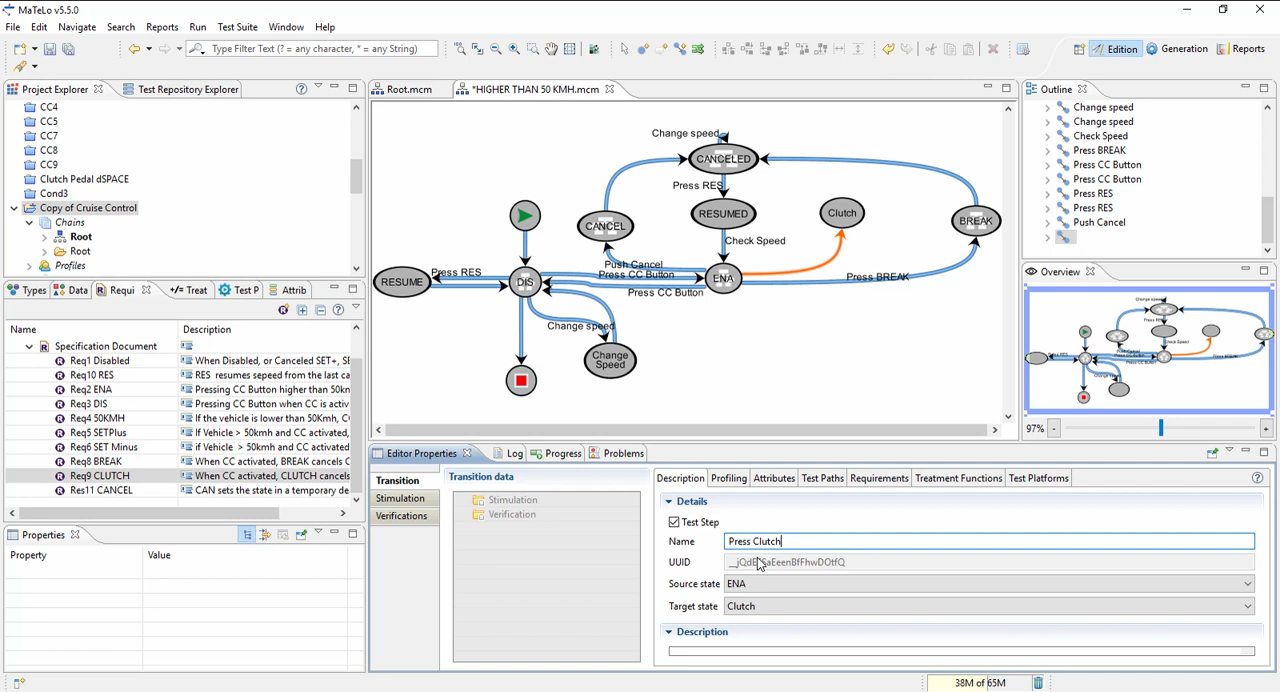 MaTeLo v5.5.0
File Edit Navigate Search Reports Run Test Suite Window Help
Type Filter Text (? = any character, * = any String)
Edition Generation Reports
Project Explorer Test Repository Explorer
CC4
CC5
CC7
CC8
CC9
Clutch Pedal dSPACE
Cond3
Copy of Cruise Control
Chains
Root
Root
Profiles
Root.mcm *HIGHER THAN 50 KMH.mcm
Change speed
CANCELED
Press RES
RESUMED
Clutch
CANCEL
BREAK
Check Speed
Push Cancel
Press RES
Press CC Button
RESUME
DIS
ENA
Press BREAK
Press CC Button
Change speed
Change
Speed
Outline
Change speed
Change speed
Check Speed
Press BREAK
Press CC Button
Press CC Button
Press RES
Press RES
Push Cancel
Overview
97%
Types Data Requi Treat Test P Attrib
Name Description
Specification Document
Req1 Disabled When Disabled, or Canceled SET+, SE
Req10 RES RES resumes sepeed from the last ca
Req2 ENA Pressing CC Button higher than 50kn
Req3 DIS Pressing CC Button when CC is activ
Req4 50KMH If the vehicle is lower than 50Kmh, C
Req5 SETPlus if Vehicle > 50kmh and CC activated,
Req6 SET Minus if Vehicle > 50kmh and CC activated,
Req8 BREAK When CC activated, BREAK cancels C
Req9 CLUTCH When CC activated, CLUTCH cancels
Res11 CANCEL CAN sets the state in a temporary de
Properties
Property Value
Editor Properties Log Progress Problems
Transition
Stimulation
Verifications
Transition data
Stimulation
Verification
Description Profiling Attributes Test Paths Requirements Treatment Functions Test Platforms
Details
Test Step
Name Press Clutch
UUID
Source state ENA
Target state Clutch
Description
38M of 65M